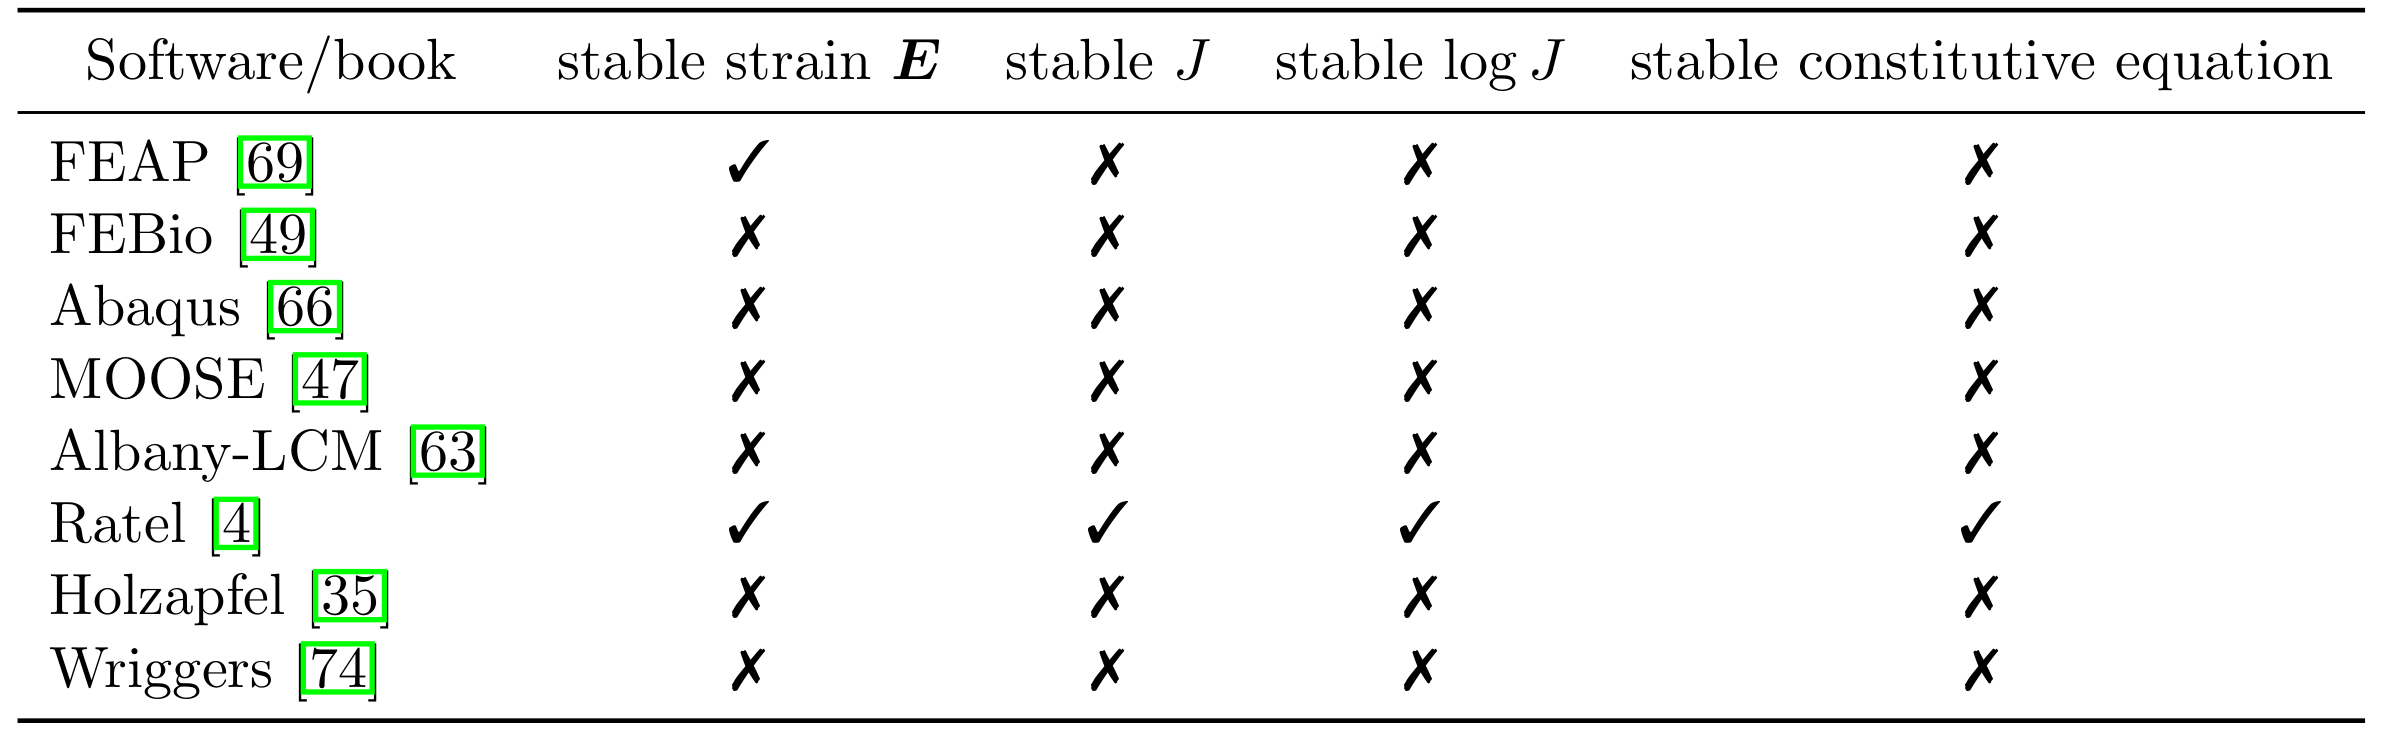 Software/book stable strain E stable J stable log J stable constitutive equation
FEAP [69] ✓ ✗ ✗ ✗
FEBio [49] ✗ ✗ ✗ ✗
Abaqus [66] ✗ ✗ ✗ ✗
MOOSE [47] ✗ ✗ ✗ ✗
Albany-LCM [63] ✗ ✗ ✗ ✗
Ratel [4] ✓ ✓ ✓ ✓
Holzapfel [35] ✗ ✗ ✗ ✗
Wriggers [74] ✗ ✗ ✗ ✗